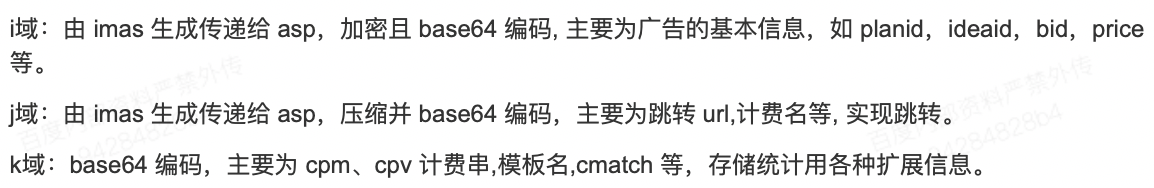 i域：由 imas 生成传递给 asp，加密且 base64 编码, 主要为广告的基本信息，如 planid，ideaid，bid，price
等。
j域：由 imas 生成传递给 asp，压缩并 base64 编码，主要为跳转 url,计费名等, 实现跳转。
k域：base64 编码，主要为 cpm、cpv 计费串,模板名,cmatch 等，存储统计用各种扩展信息。